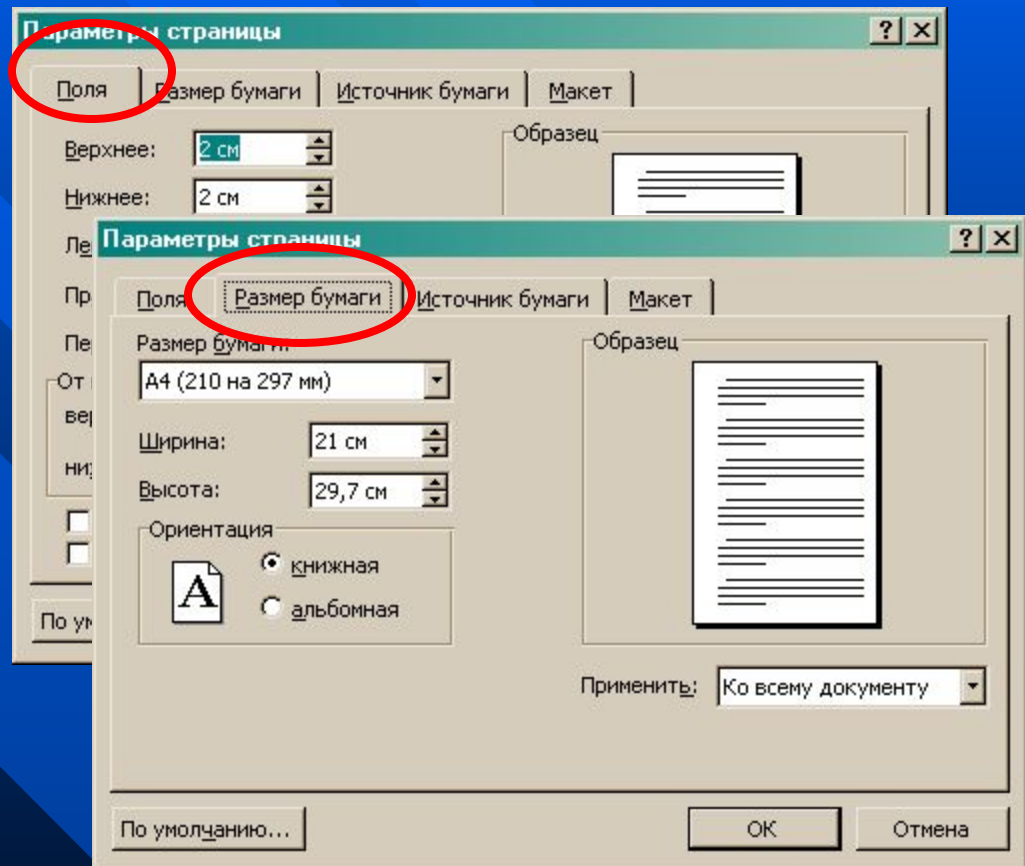 Параметры страницы
Поля Размер бумаги Источник бумаги Макет
Верхнее: 2 см
Образец
Нижнее: 2 см
Параметры страницы
Поля Размер бумаги Источник бумаги Макет
Размер бумаги:
A4 (210 на 297 мм)
Образец
Ширина: 21 см
Высота: 29,7 см
Ориентация
A
книжная
альбомная
Применить: Ко всему документу
По умолчанию... ОК Отмена